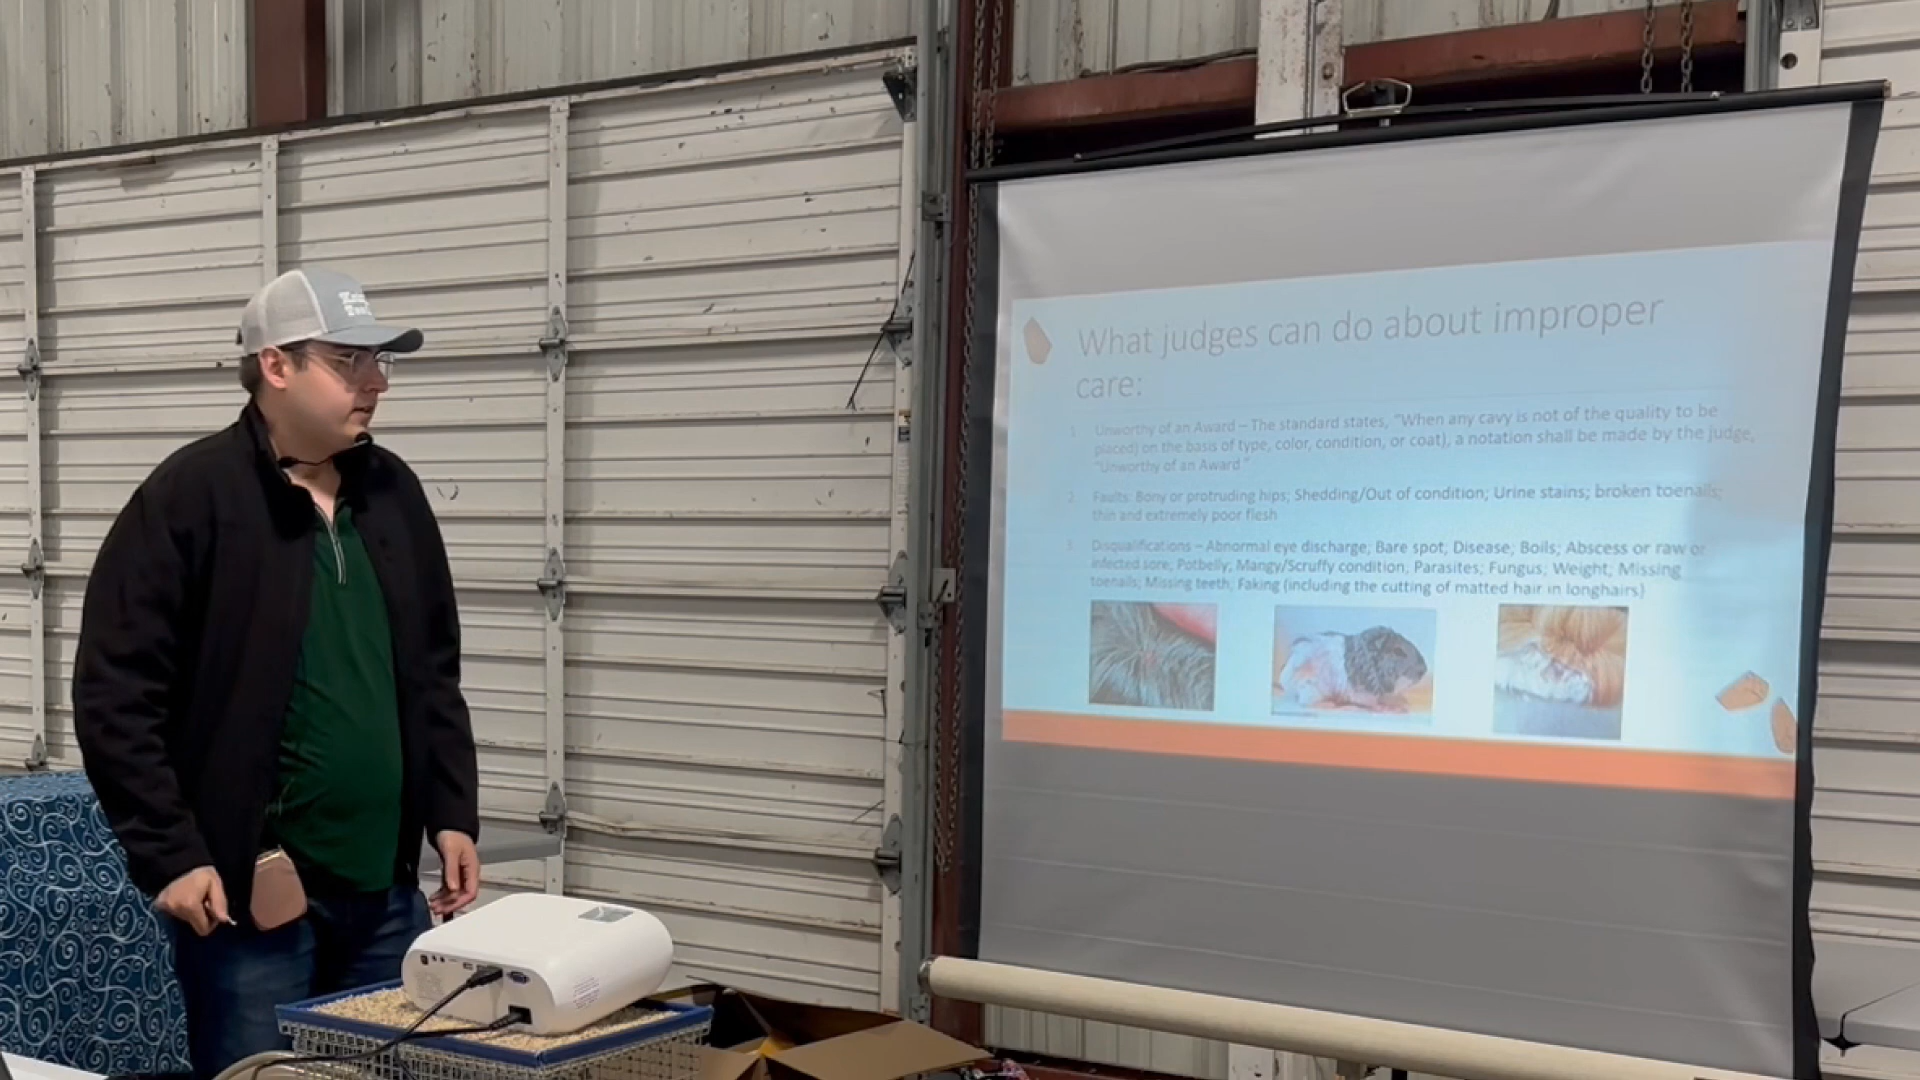 What judges can do about improper
care:
1. Unworthy of an Award – The standard states, "When any cavy is not of the quality to be
placed) on the basis of type, color, condition, or coat), a notation shall be made by the judge,
"Unworthy of an Award."
2. Faults: Bony or protruding hips; Shedding/Out of condition; Urine stains; broken toenails;
thin and extremely poor flesh
3. Disqualifications – Abnormal eye discharge; Bare spot; Disease; Boils; Abscess or raw or
infected sore; Potbelly; Mangy/Scruffy condition; Parasites; Fungus; Weight; Missing
toenails; Missing teeth; Faking (including the cutting of matted hair in longhairs)